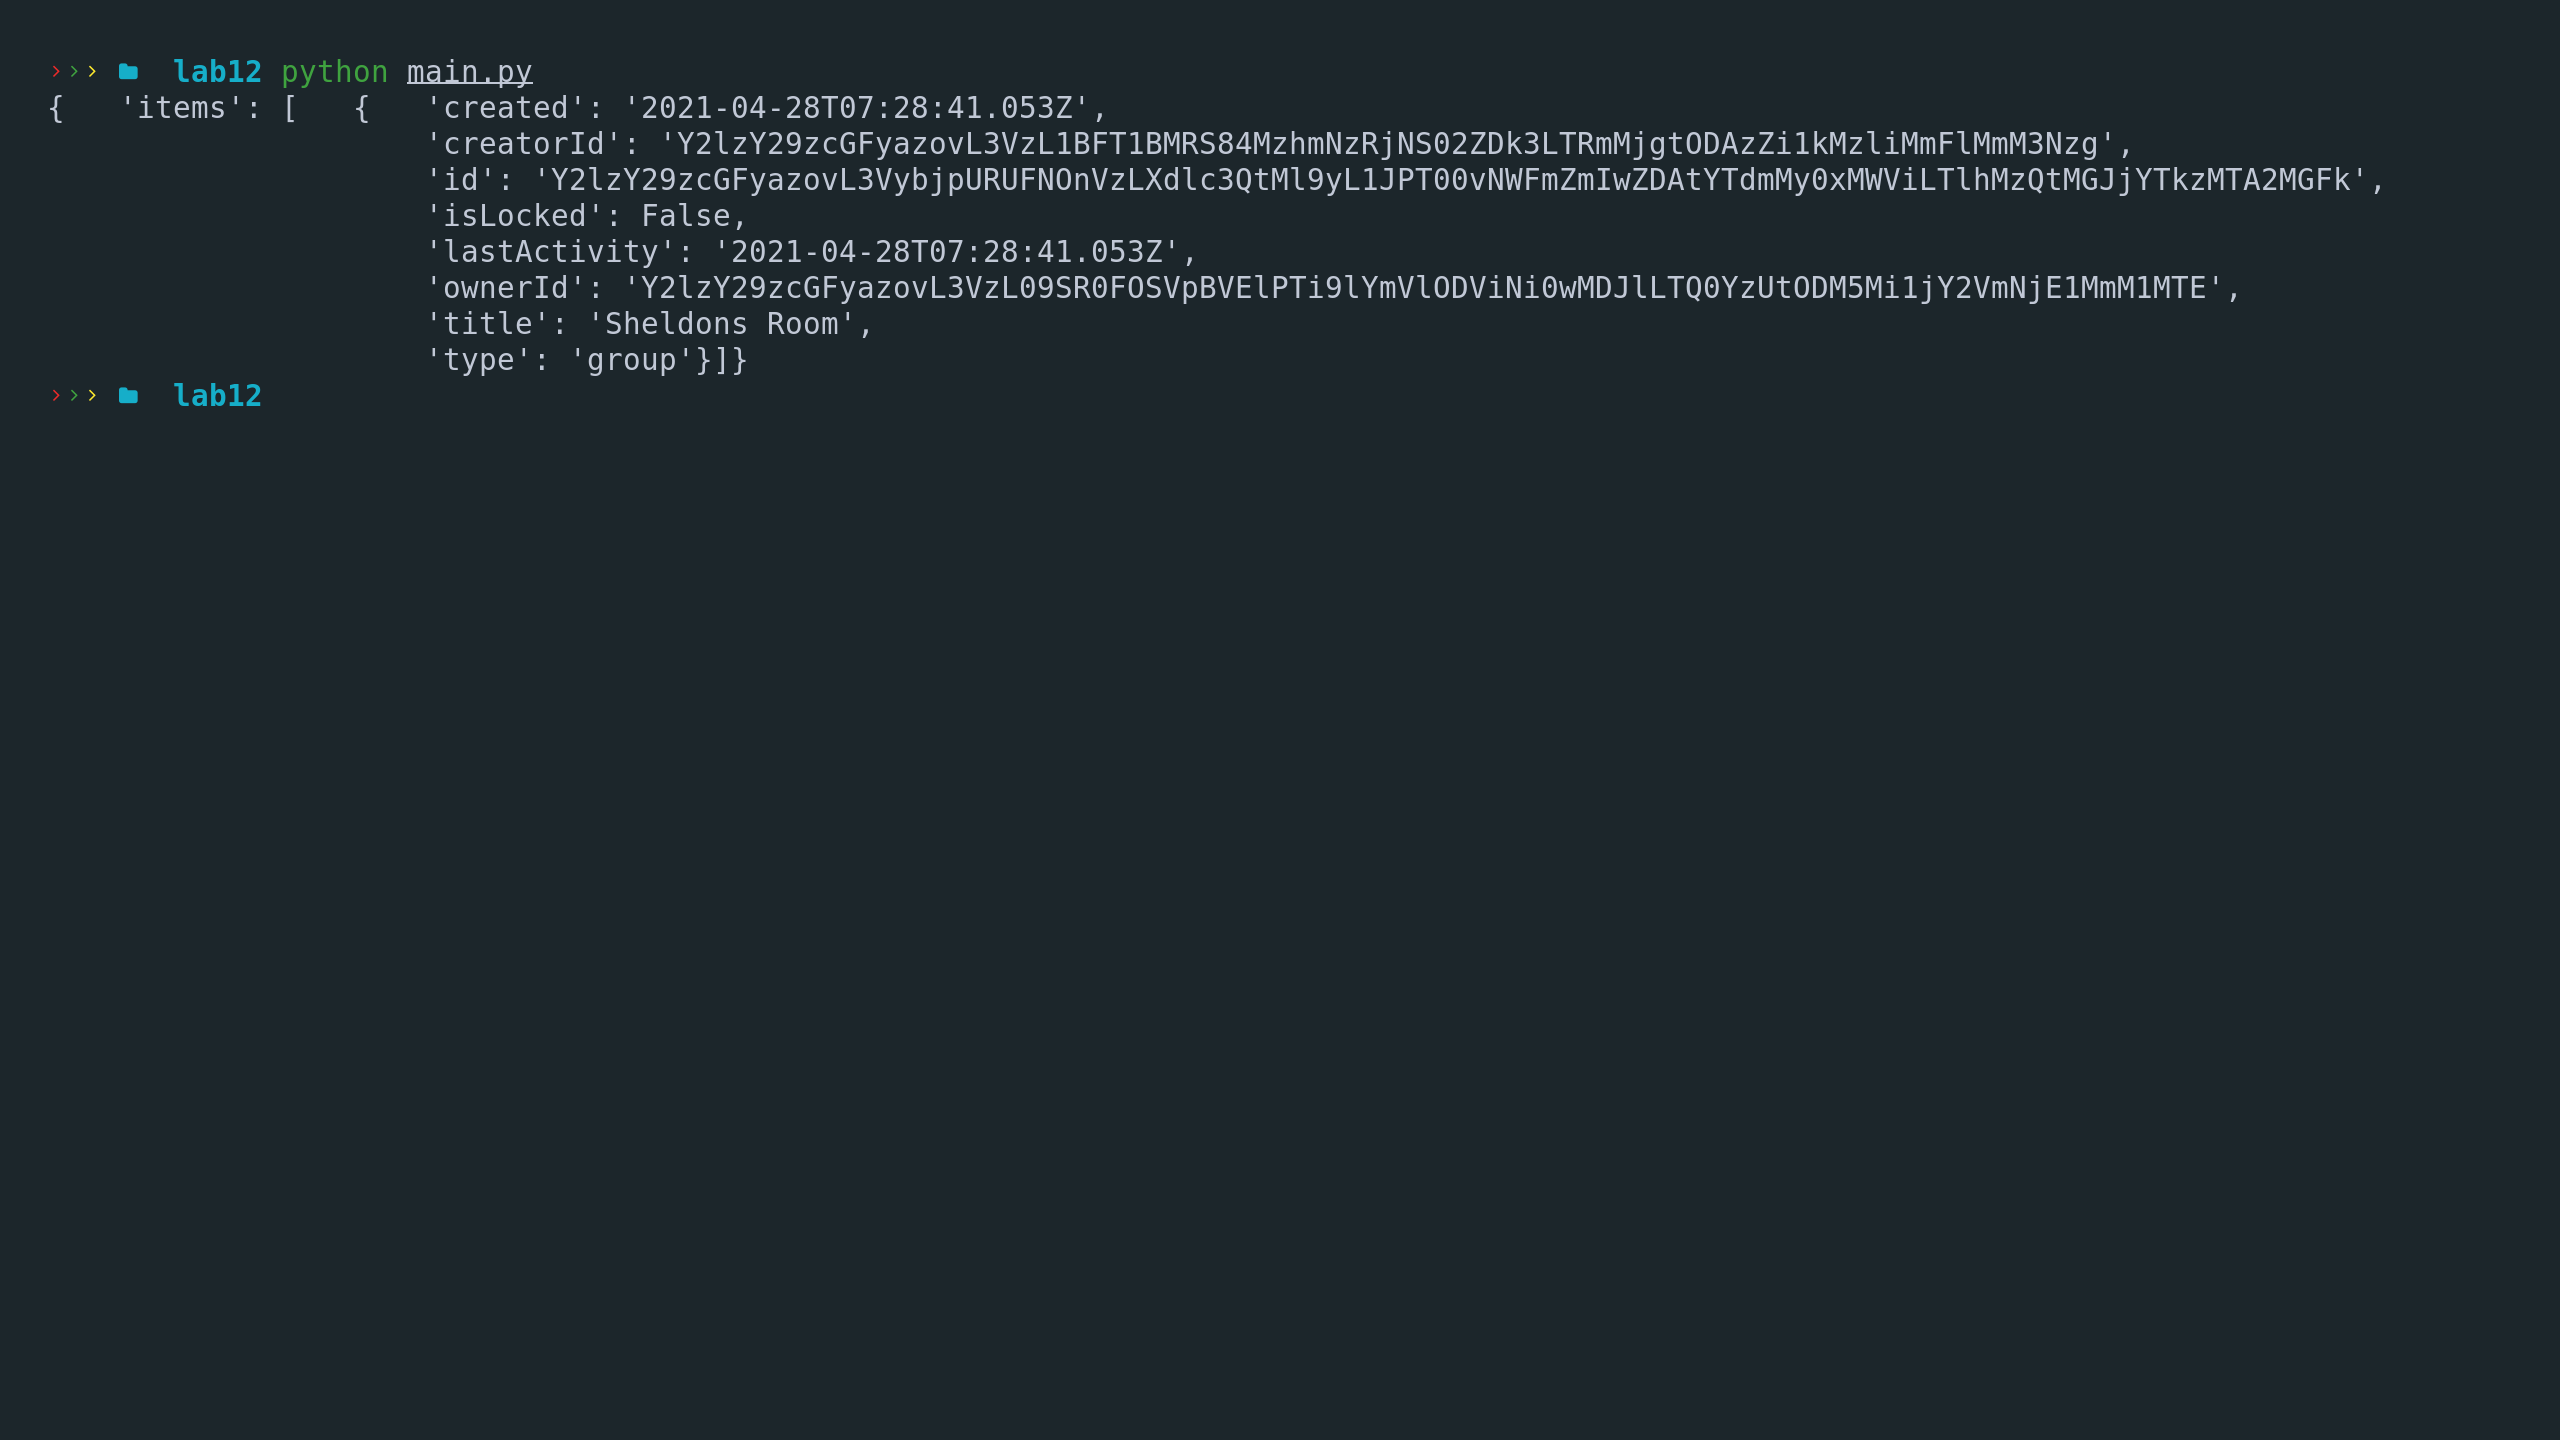 ››› lab12 python main.py
{   'items': [   {   'created': '2021-04-28T07:28:41.053Z',
                     'creatorId': 'Y2lzY29zcGFyazovL3VzL1BFT1BMRS84MzhmNzRjNS02ZDk3LTRmMjgtODAzZi1kMzliMmFlMmM3Nzg',
                     'id': 'Y2lzY29zcGFyazovL3VybjpURUFNOnVzLXdlc3QtMl9yL1JPT00vNWFmZmIwZDAtYTdmMy0xMWViLTlhMzQtMGJjYTkzMTA2MGFk',
                     'isLocked': False,
                     'lastActivity': '2021-04-28T07:28:41.053Z',
                     'ownerId': 'Y2lzY29zcGFyazovL3VzL09SR0FOSVpBVElPTi9lYmVlODViNi0wMDJlLTQ0YzUtODM5Mi1jY2VmNjE1MmM1MTE',
                     'title': 'Sheldons Room',
                     'type': 'group'}]}
››› lab12